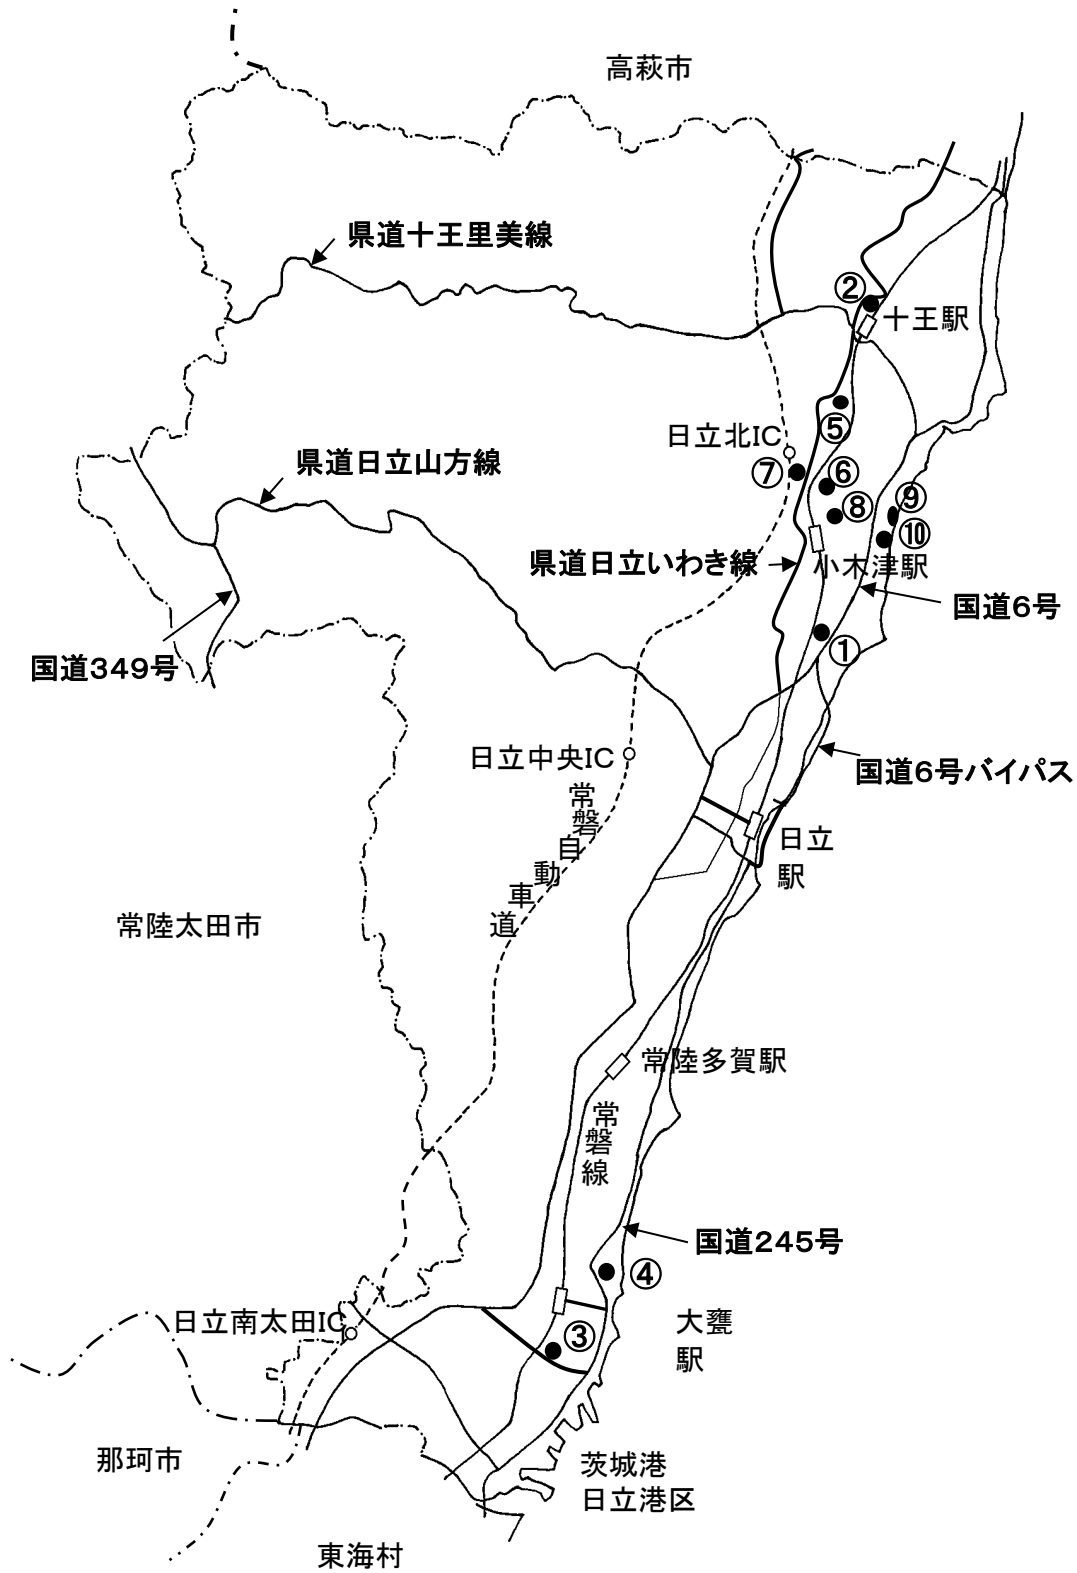 高萩市
県道十王里美線
②
十王駅
⑤
日立北IC
県道日立山方線
⑦
⑥
⑧
⑨
⑩
県道日立いわき線
小木津駅
国道6号
①
国道349号
日立中央IC
国道6号バイパス
常磐自動車道
日立
駅
常陸太田市
常陸多賀駅
常磐線
国道245号
④
日立南太田IC
③
大甕
駅
那珂市
茨城港
日立港区
東海村